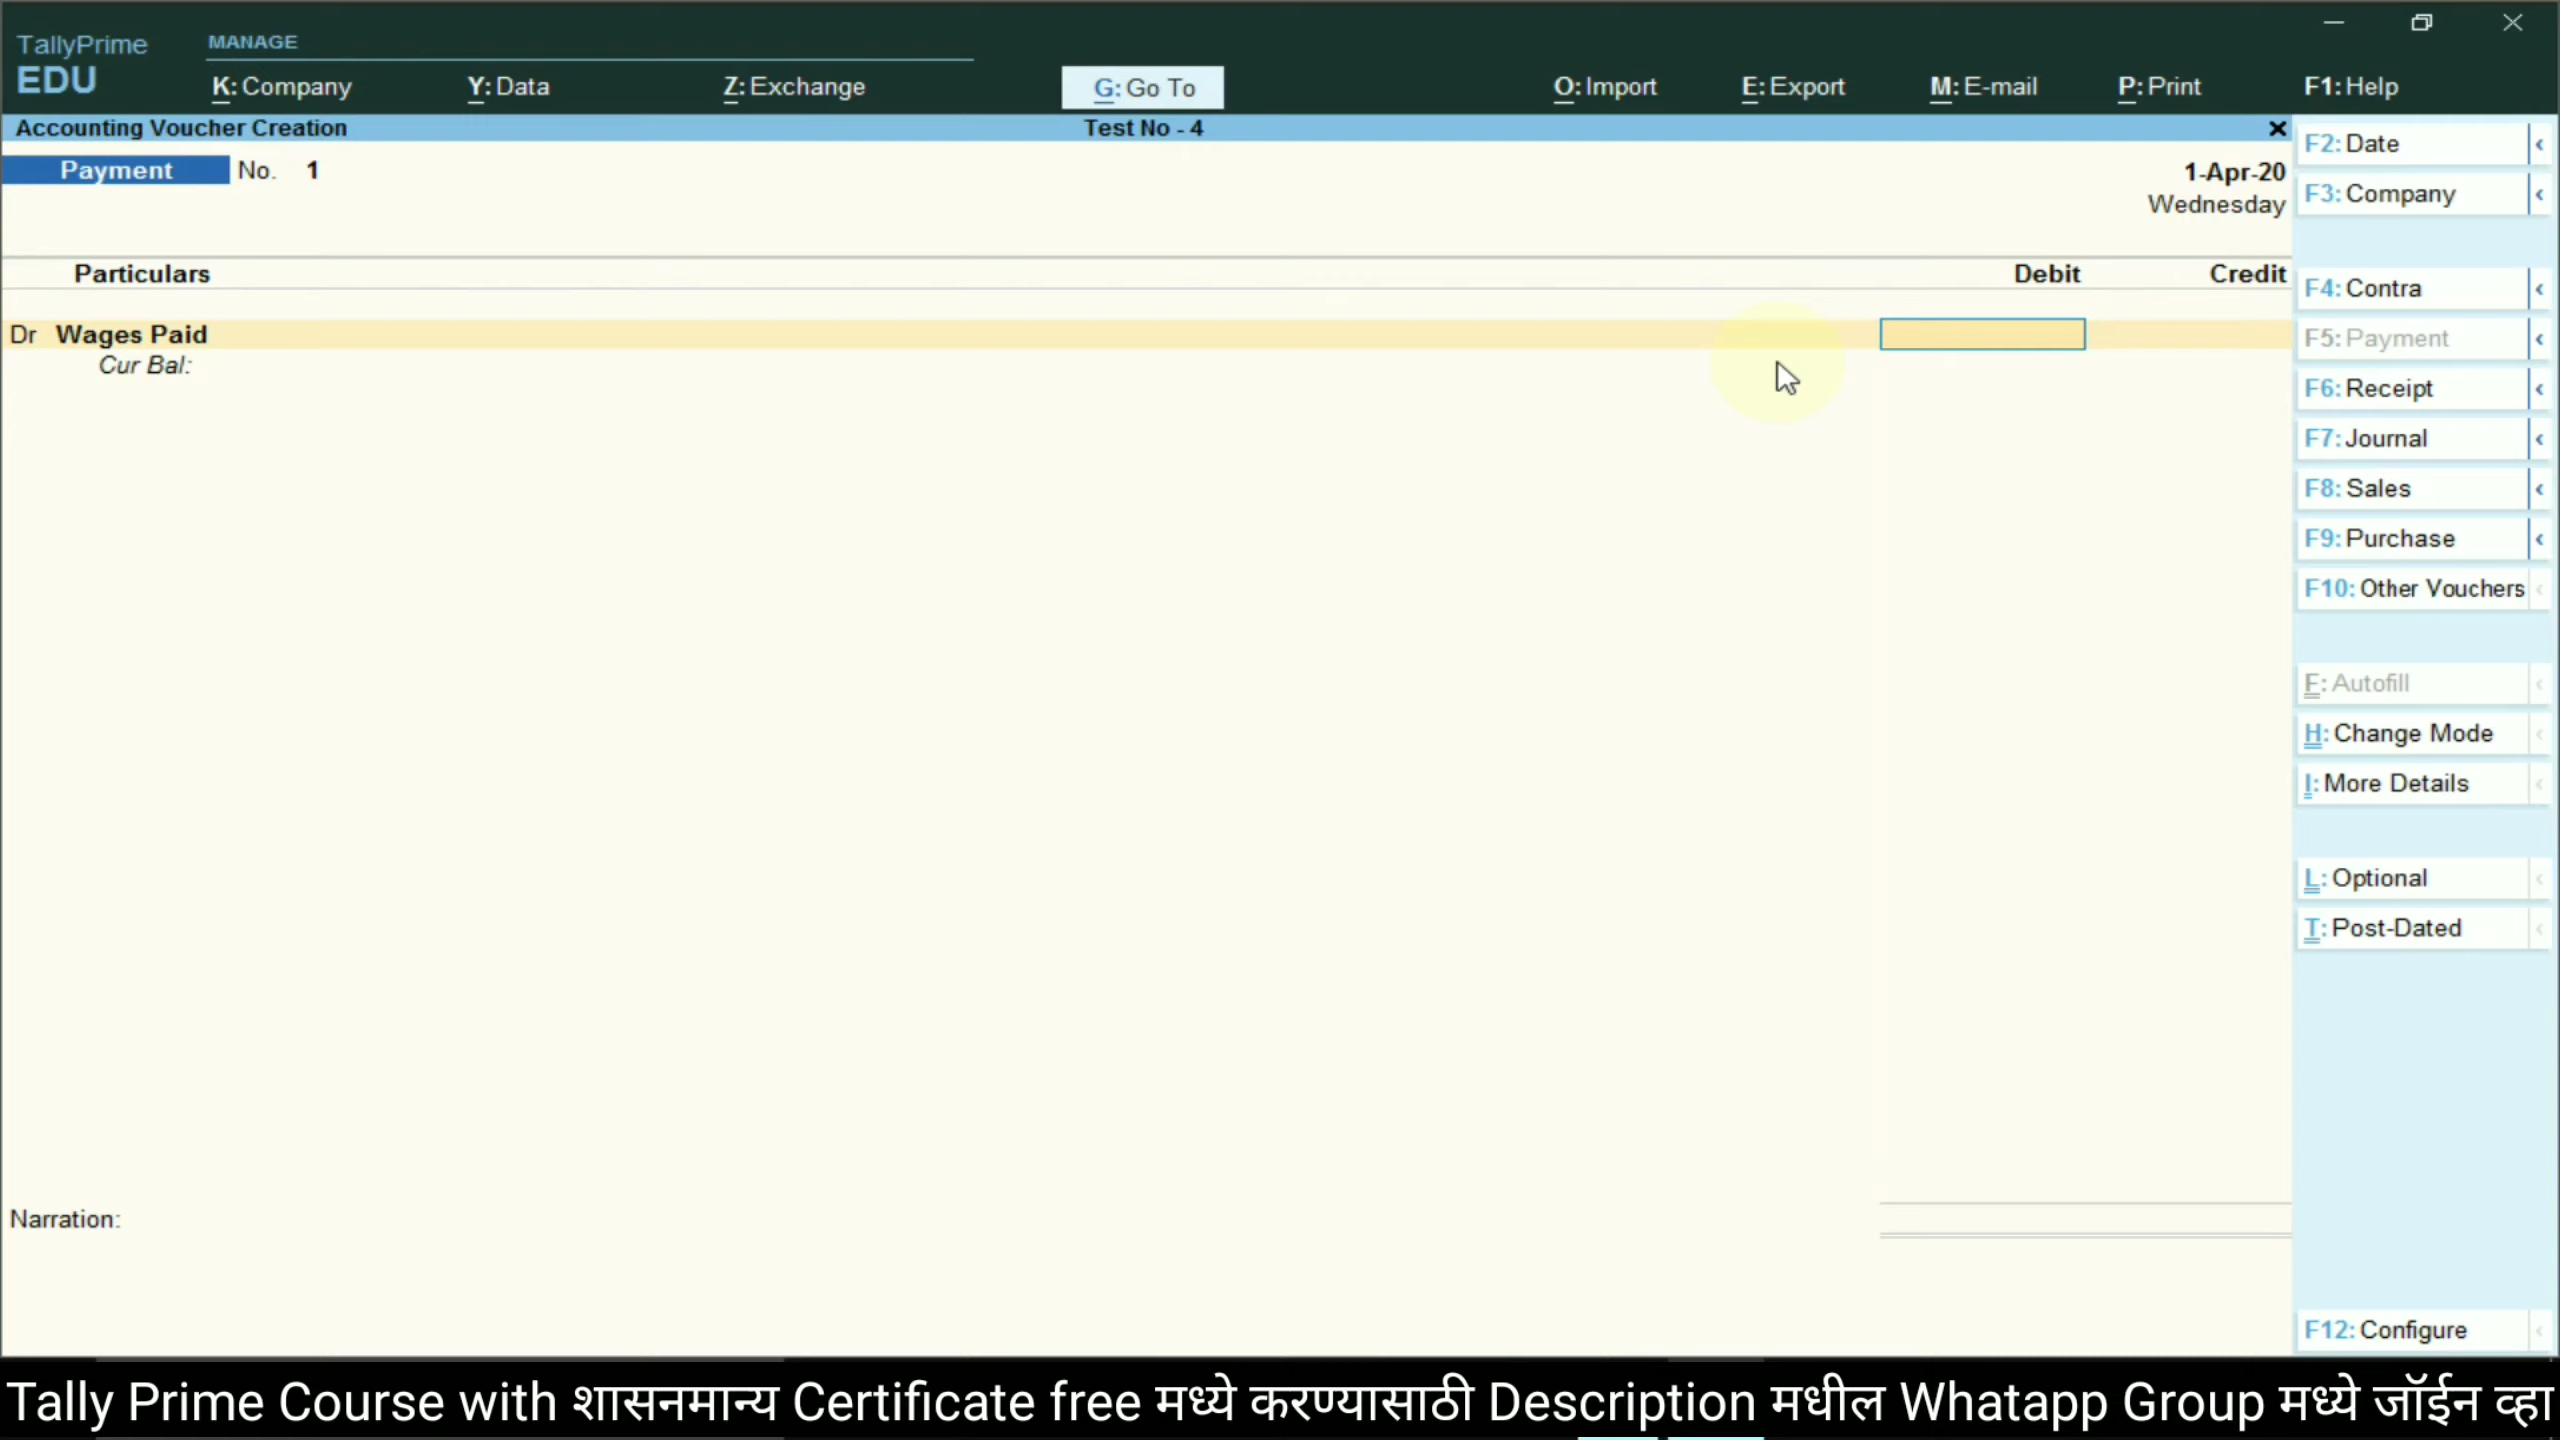 TallyPrime
EDU
MANAGE
K: Company
Y: Data
Z: Exchange
G: Go To
O: Import
E: Export
M: E-mail
P: Print
F1: Help
Accounting Voucher Creation
Test No - 4
Payment No. 1
1-Apr-20
Wednesday
Particulars
Debit
Credit
Dr Wages Paid
Cur Bal:
Narration:
F2: Date
F3: Company
F4: Contra
F5: Payment
F6: Receipt
F7: Journal
F8: Sales
F9: Purchase
F10: Other Vouchers
F: Autofill
H: Change Mode
I: More Details
L: Optional
T: Post-Dated
F12: Configure
Tally Prime Course with शासनमान्य Certificate free मध्ये करण्यासाठी Description मधील Whatapp Group मध्ये जॉईन व्हा